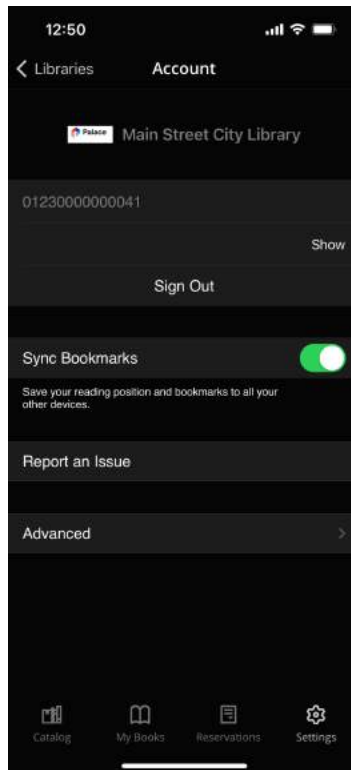 12:50
Libraries
Account
Palace
Main Street City Library
01230000000041
Show
Sign Out
Sync Bookmarks
Save your reading position and bookmarks to all your
other devices.
Report an Issue
Advanced
Catalog
My Books
Reservations
Settings